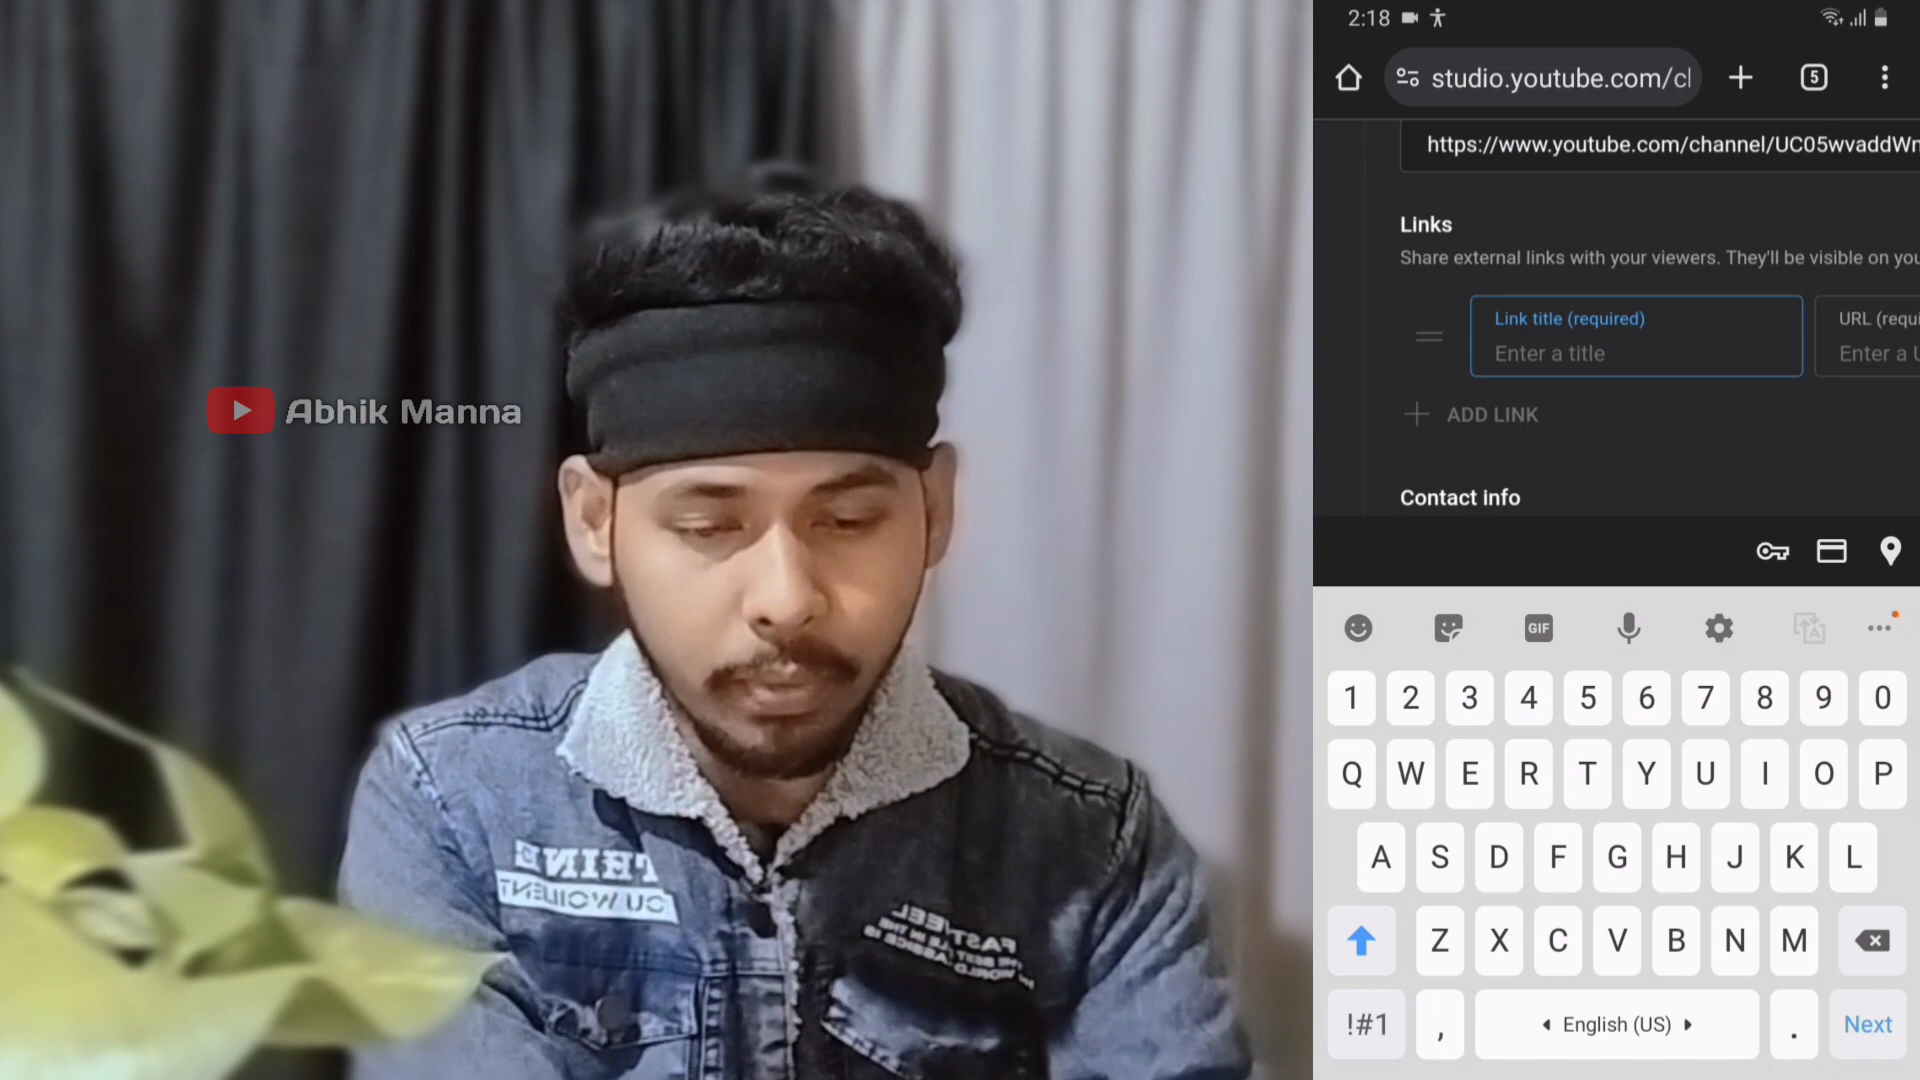 Abhik Manna
2:18
studio.youtube.com/cl
5
https://www.youtube.com/channel/UC05wvaddWn
Links
Share external links with your viewers. They'll be visible on you
Link title (required)
Enter a title
URL (requi
Enter a U
ADD LINK
Contact info
GIF
1 2 3 4 5 6 7 8 9 0
Q W E R T Y U I O P
A S D F G H J K L
Z X C V B N M
!#1 , English (US) . Next